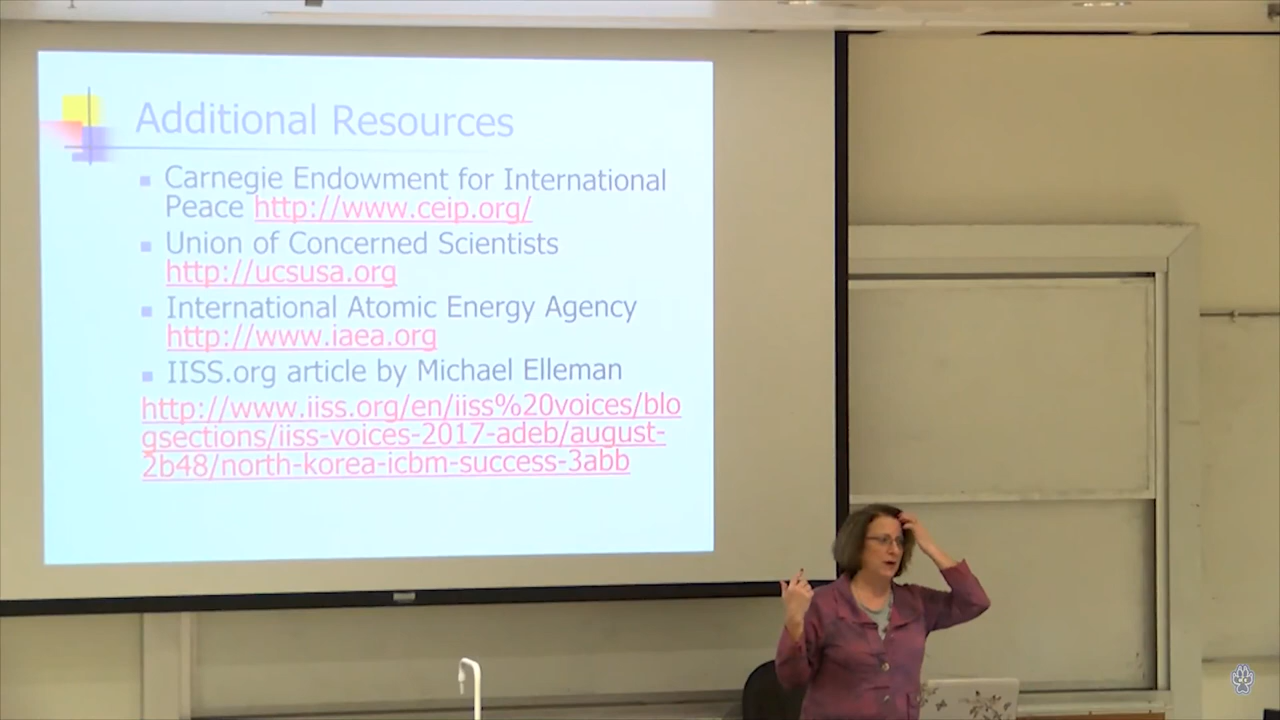 Additional Resources
Carnegie Endowment for International
Peace http://www.ceip.org/
Union of Concerned Scientists
http://ucsusa.org
International Atomic Energy Agency
http://www.iaea.org
IISS.org article by Michael Elleman
http://www.iiss.org/en/iiss%20voices/blo
gsections/iiss-voices-2017-adeb/august-
2b48/north-korea-icbm-success-3abb